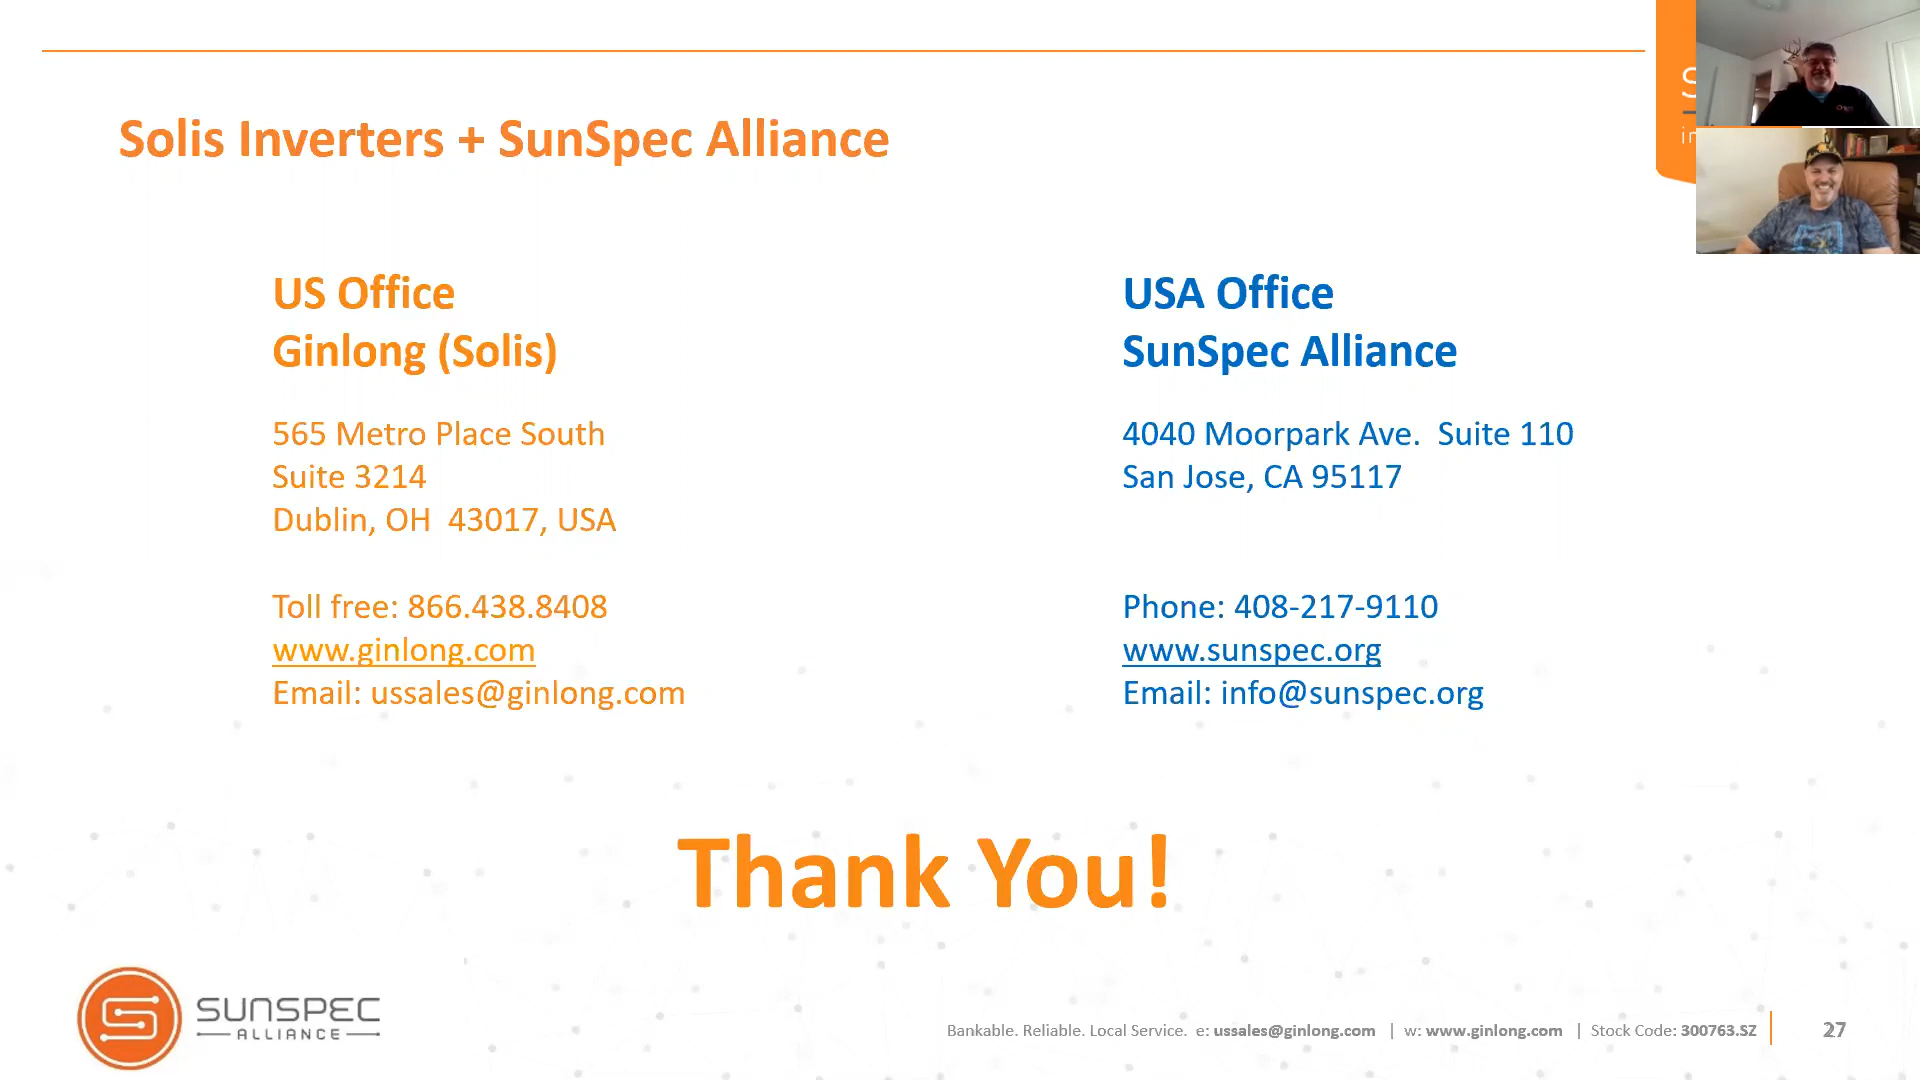 Solis Inverters + SunSpec Alliance
US Office
Ginlong (Solis)
565 Metro Place South
Suite 3214
Dublin, OH  43017, USA
Toll free: 866.438.8408
www.ginlong.com
Email: ussales@ginlong.com
USA Office
SunSpec Alliance
4040 Moorpark Ave.  Suite 110
San Jose, CA 95117
Phone: 408-217-9110
www.sunspec.org
Email: info@sunspec.org
Thank You!
SUNSPEC
ALLIANCE
Bankable. Reliable. Local Service.  e: ussales@ginlong.com   |  w: www.ginlong.com   |  Stock Code: 300763.SZ
27